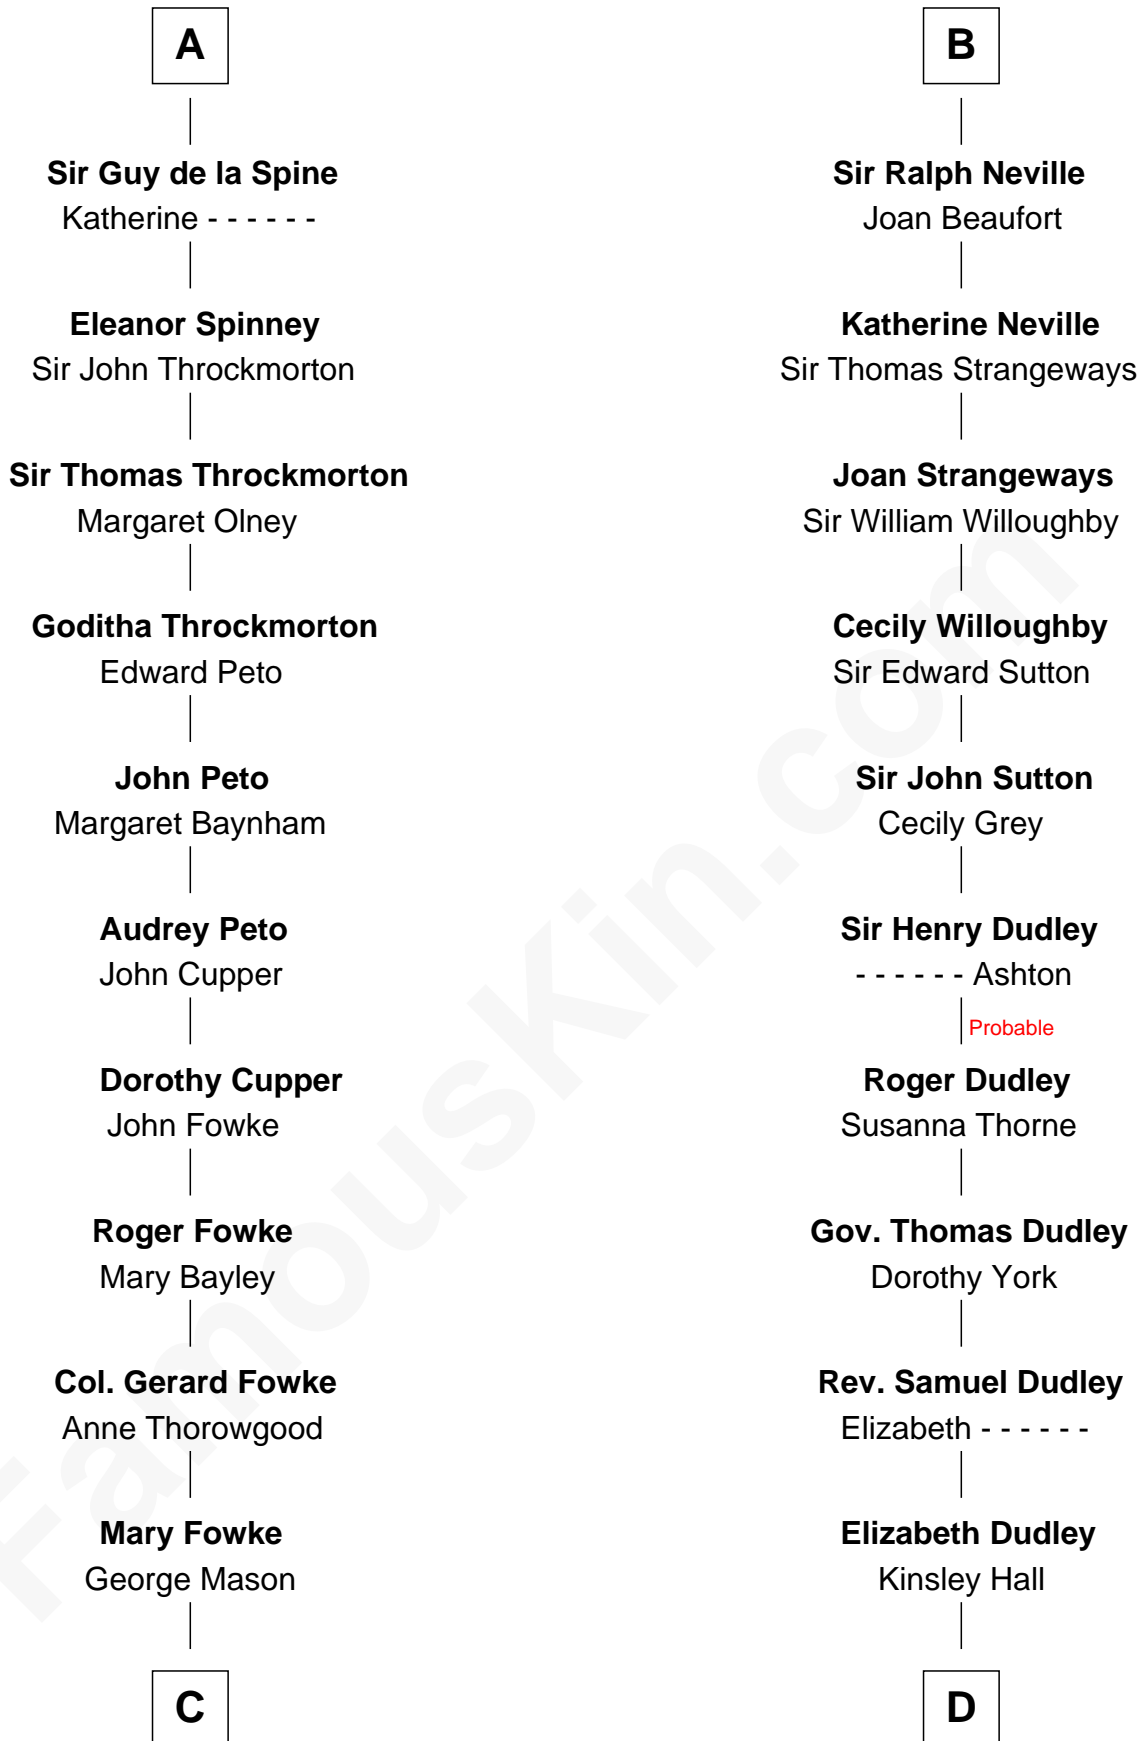 A
Sir Guy de la Spine
Katherine - - - - - -
Eleanor Spinney
Sir John Throckmorton
Sir Thomas Throckmorton
Margaret Olney
Goditha Throckmorton
Edward Peto
John Peto
Margaret Baynham
Audrey Peto
John Cupper
Dorothy Cupper
John Fowke
Roger Fowke
Mary Bayley
Col. Gerard Fowke
Anne Thorowgood
Mary Fowke
George Mason
C
B
Sir Ralph Neville
Joan Beaufort
Katherine Neville
Sir Thomas Strangeways
Joan Strangeways
Sir William Willoughby
Cecily Willoughby
Sir Edward Sutton
Sir John Sutton
Cecily Grey
Sir Henry Dudley
- - - - - - Ashton
Probable
Roger Dudley
Susanna Thorne
Gov. Thomas Dudley
Dorothy York
Rev. Samuel Dudley
Elizabeth - - - - - -
Elizabeth Dudley
Kinsley Hall
D
FamousKin.com